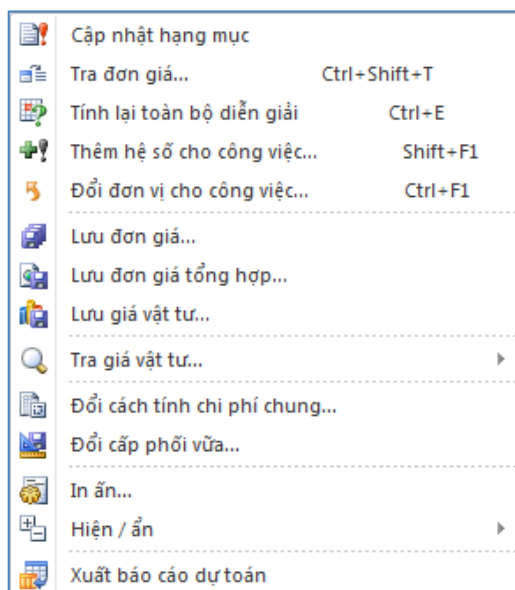 Cập nhật hạng mục
Tra đơn giá... Ctrl+Shift+T
Tính lại toàn bộ diễn giải Ctrl+E
Thêm hệ số cho công việc... Shift+F1
Đổi đơn vị cho công việc... Ctrl+F1
Lưu đơn giá...
Lưu đơn giá tổng hợp...
Lưu giá vật tư...
Tra giá vật tư...
Đổi cách tính chi phí chung...
Đổi cấp phối vữa...
In ấn...
Hiện / ẩn
Xuất báo cáo dự toán